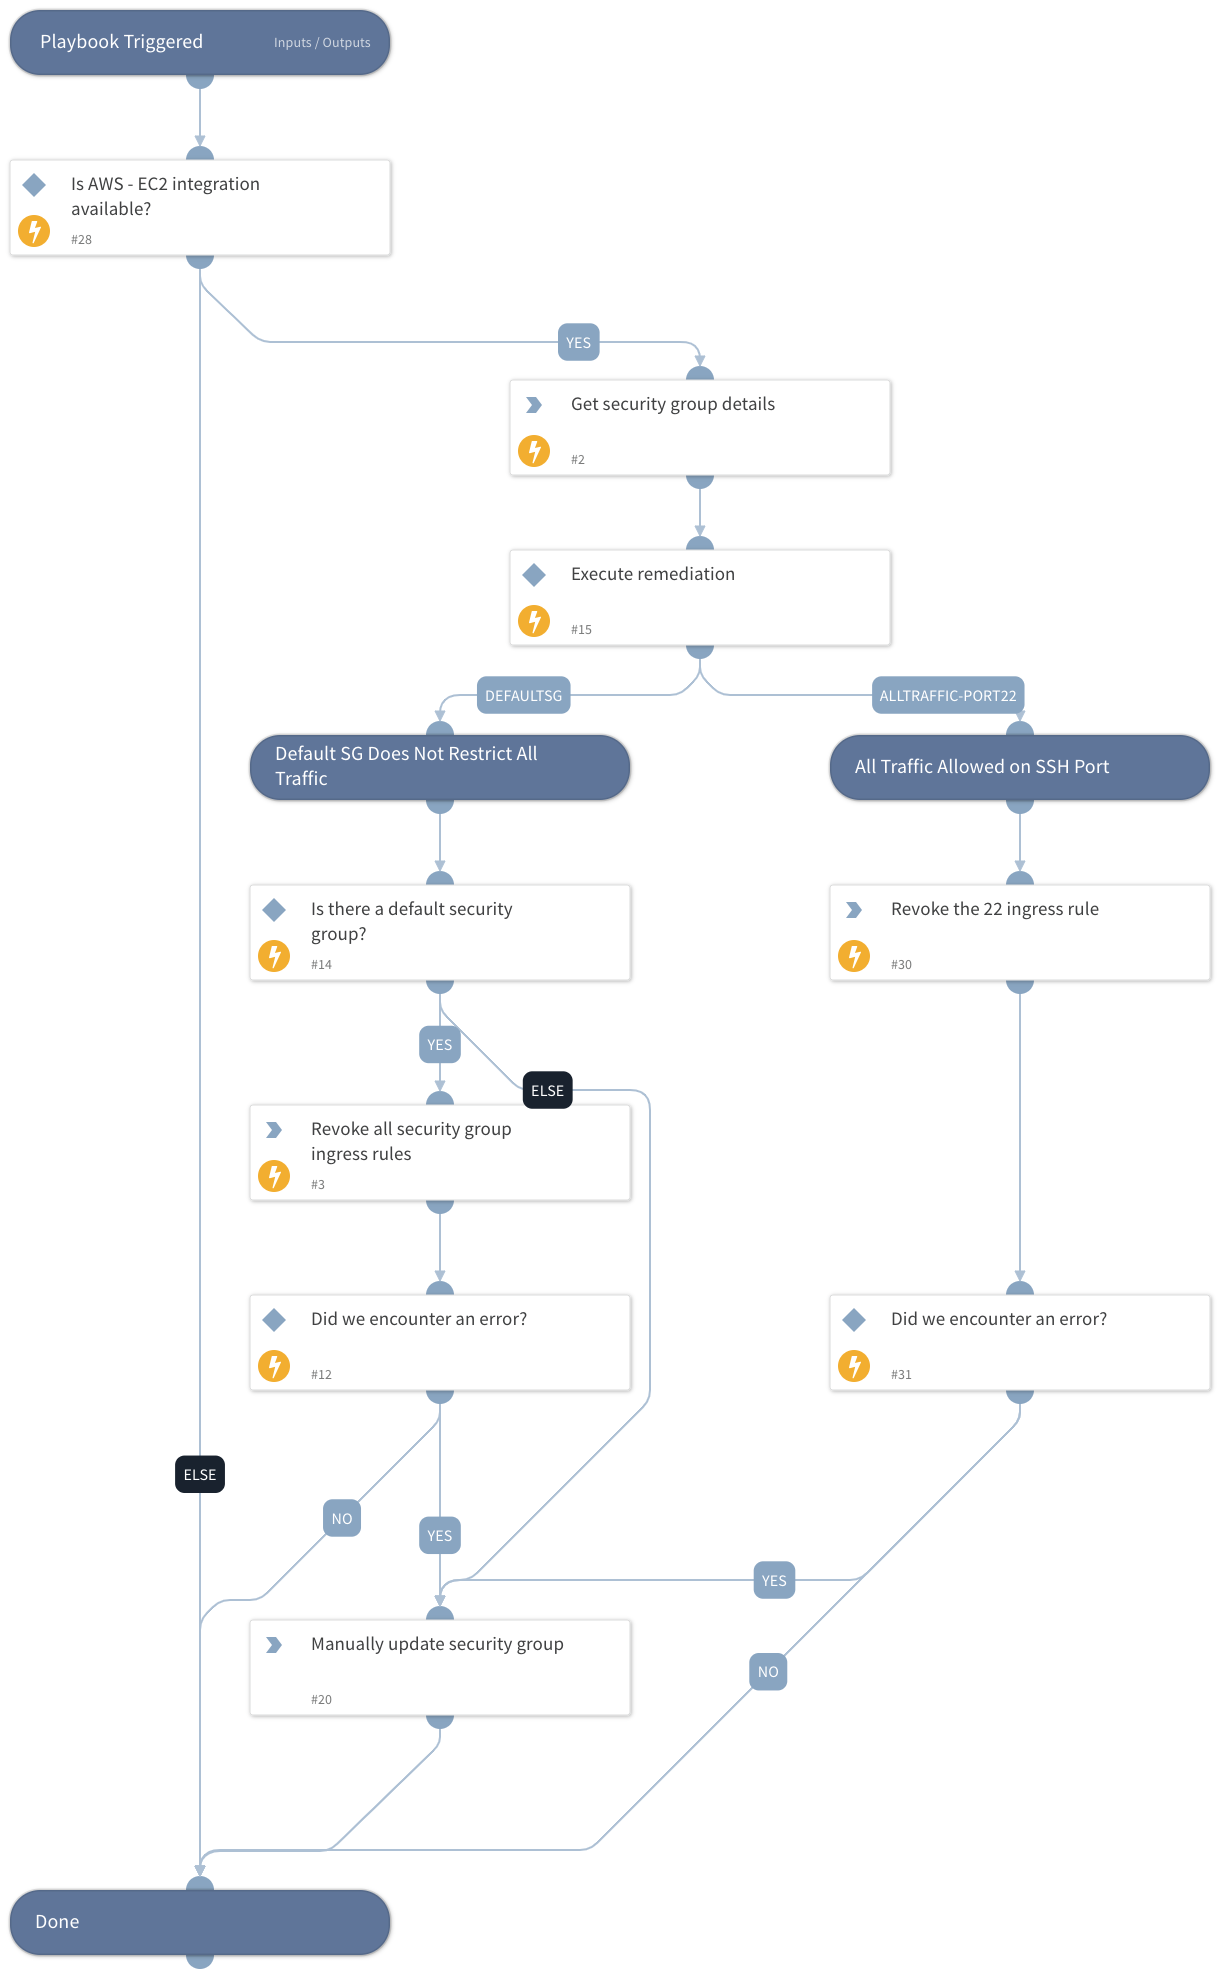 Playbook Triggered
Inputs / Outputs
Is AWS - EC2 integration
available?
#28
YES
Get security group details
#2
Execute remediation
#15
DEFAULTSG
ALLTRAFFIC-PORT22
Default SG Does Not Restrict All
Traffic
All Traffic Allowed on SSH Port
Is there a default security
group?
#14
Revoke the 22 ingress rule
#30
YES
ELSE
Revoke all security group
ingress rules
#3
Did we encounter an error?
#12
Did we encounter an error?
#31
ELSE
NO
YES
YES
Manually update security group
#20
NO
Done